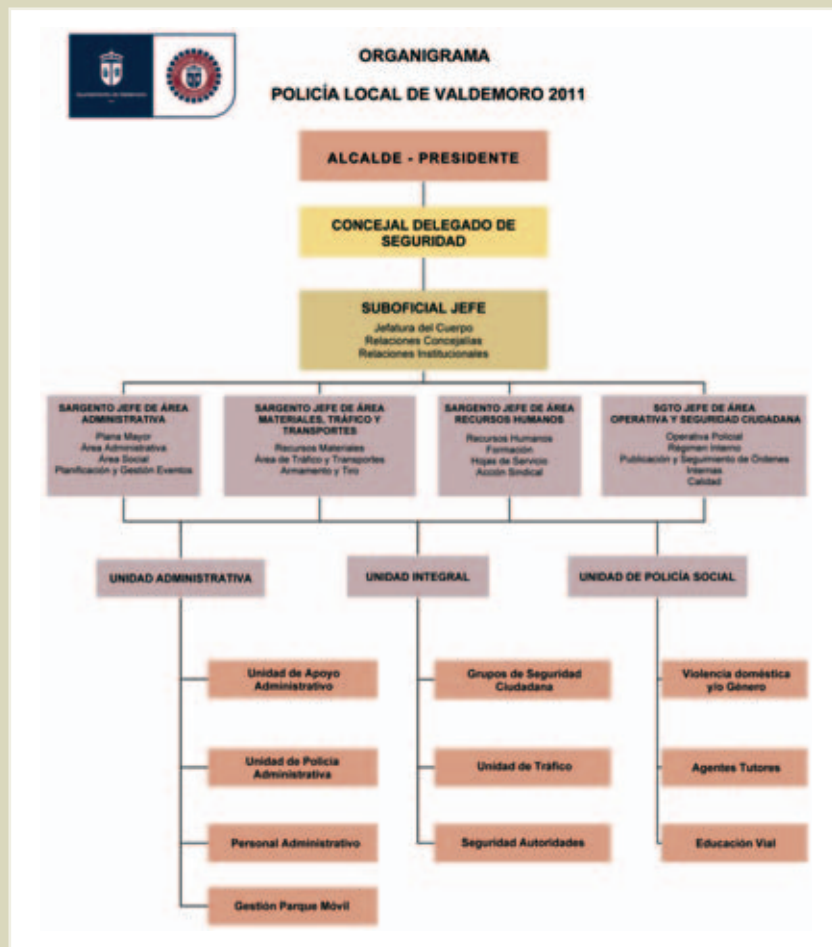 ORGANIGRAMA
POLICÍA LOCAL DE VALDEMORO 2011
ALCALDE - PRESIDENTE
CONCEJAL DELEGADO DE
SEGURIDAD
SUBOFICIAL JEFE
Jefatura del Cuerpo
Relaciones Concejalías
Relaciones Institucionales
SARGENTO JEFE DE ÁREA
ADMINISTRATIVA
Plana Mayor
Área Administrativa
Área Social
Planificación y Gestión Eventos
SARGENTO JEFE DE ÁREA
MATERIALES, TRÁFICO Y
TRANSPORTES
Recursos Materiales
Área de Tráfico y Transportes
Armamento y Tiro
SARGENTO JEFE DE ÁREA
RECURSOS HUMANOS
Recursos Humanos
Formación
Hojas de Servicio
Acción Sindical
SGTO JEFE DE ÁREA
OPERATIVA Y SEGURIDAD CIUDADANA
Operativa Policial
Régimen Interno
Publicación y Seguimiento de Órdenes
Internas
Calidad
UNIDAD ADMINISTRATIVA
UNIDAD INTEGRAL
UNIDAD DE POLICÍA SOCIAL
Unidad de Apoyo
Administrativo
Grupos de Seguridad
Ciudadana
Violencia doméstica
y/o Género
Unidad de Policía
Administrativa
Unidad de Tráfico
Agentes Tutores
Personal Administrativo
Seguridad Autoridades
Educación Vial
Gestión Parque Móvil